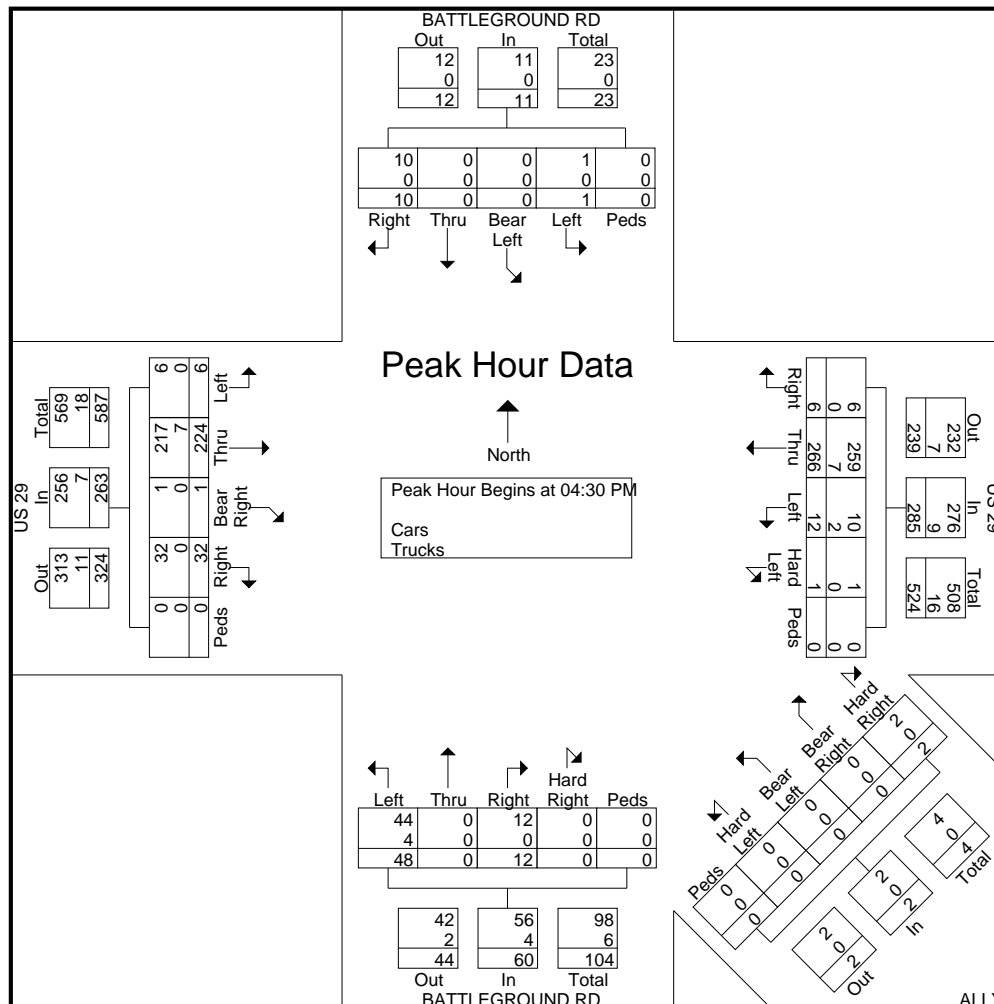 BATTLEGROUND RD
Out In Total
12 11 23
0 0 0
12 11 23
10 0 0 1 0
0 0 0 0 0
10 0 0 1 0
Right Thru Bear Left Left Peds
Peak Hour Data
North
Peak Hour Begins at 04:30 PM
Cars
Trucks
US 29
Total In Out
569 256 313
18 7 11
587 263 324
6 217 1 32 0
0 7 0 0 0
6 224 1 32 0
Left Thru Bear Right Right Peds
Right Thru Left Hard Left Peds
6 266 12 1 0
0 7 2 0 0
6 259 10 1 0
Out In Total
232 276 508
7 9 16
239 285 524
US 29
Left Thru Right Hard Right Peds
44 0 12 0 0
4 0 0 0 0
48 0 12 0 0
42 56 98
2 4 6
44 60 104
Out In Total
BATTLEGROUND RD
Peds Hard Left Bear Left Bear Right Hard Right
0 0 0 0 2
0 0 0 0 0
0 0 0 0 2
2 2 4
0 0 0
2 2 4
Out In Total